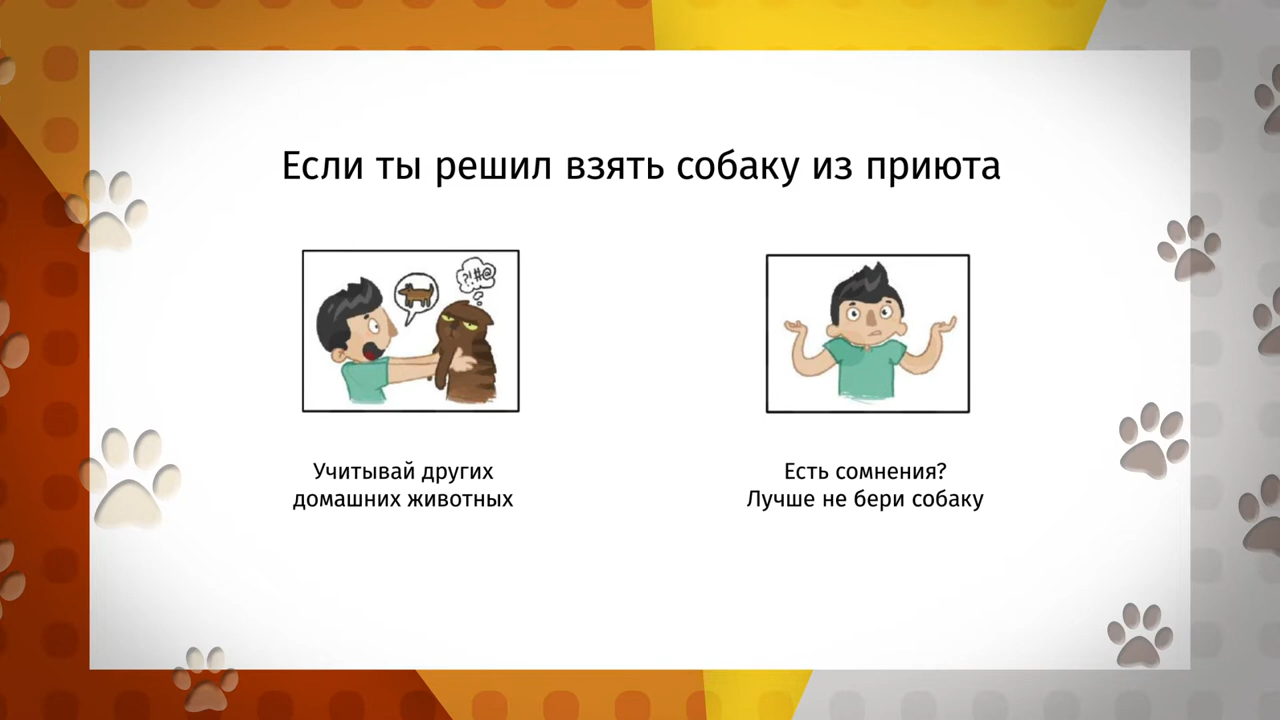 Если ты решил взять собаку из приюта
?!#@
Учитывай других
домашних животных
Есть сомнения?
Лучше не бери собаку